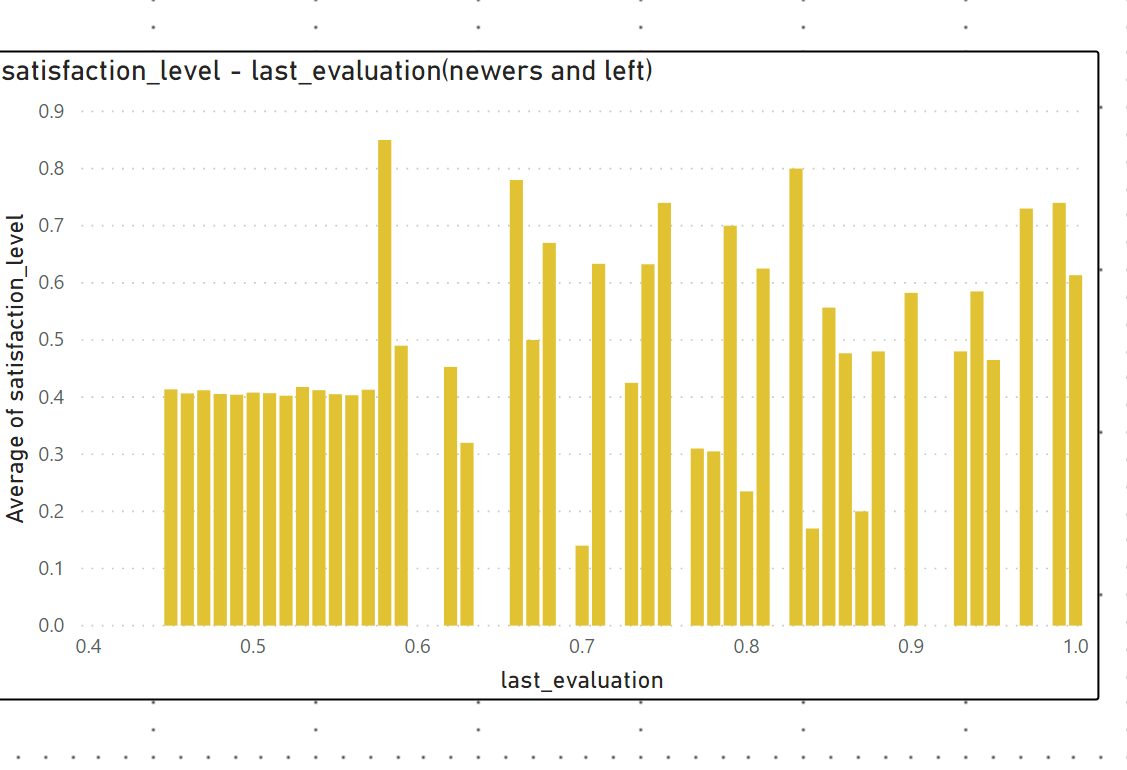 satisfaction_level - last_evaluation(newers and left)
0.9
0.8
0.7
0.6
0.5
0.4
0.3
0.2
0.1
0.0
Average of satisfaction_level
0.4 0.5 0.6 0.7 0.8 0.9 1.0
last_evaluation